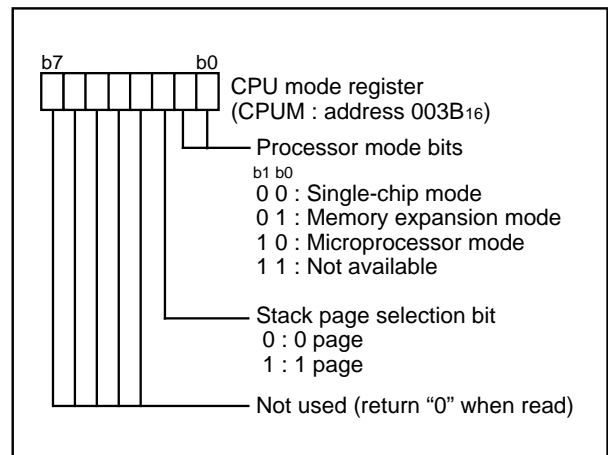 b7 b0
CPU mode register
(CPUM : address 003B16)
Processor mode bits
b1 b0
0 0 : Single-chip mode
0 1 : Memory expansion mode
1 0 : Microprocessor mode
1 1 : Not available
Stack page selection bit
0 : 0 page
1 : 1 page
Not used (return “0” when read)